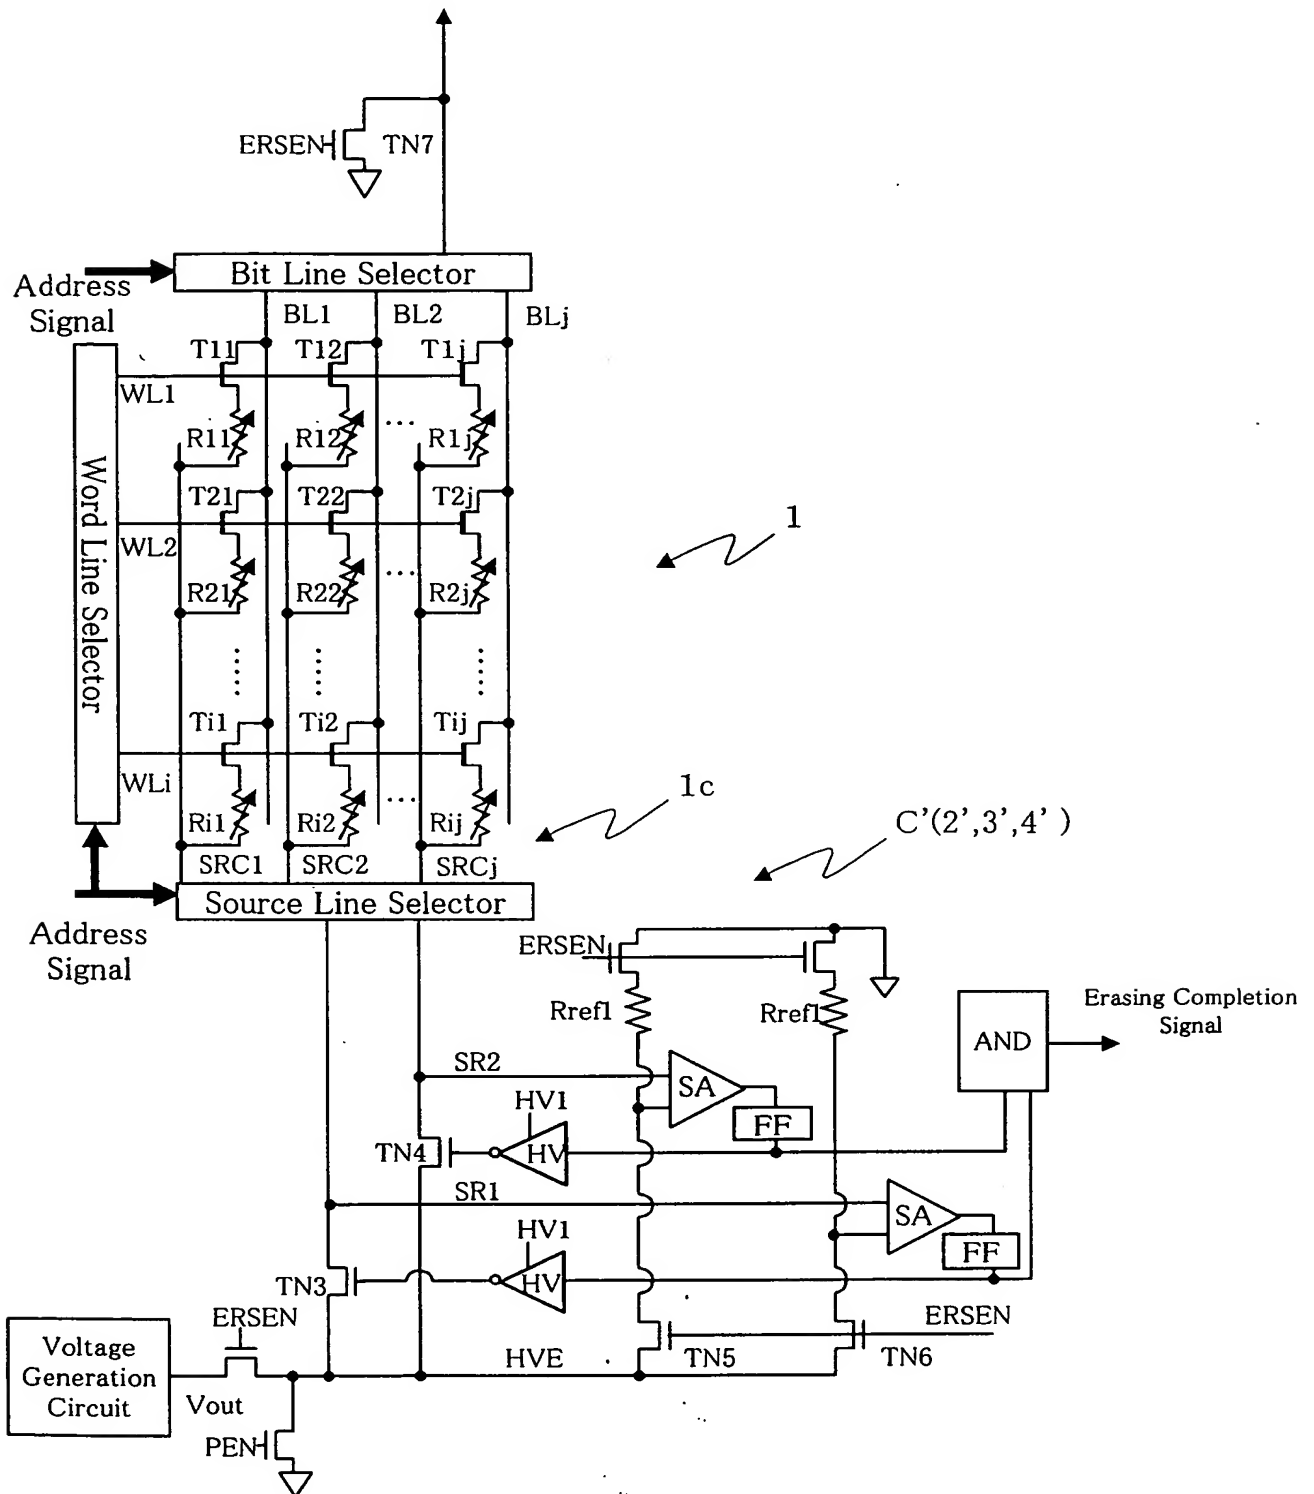 ERSEN
TN7
Bit Line Selector
Address
Signal
BL1
BL2
BLj
T11
T12
T1j
WL1
R11
R12
...
R1j
Word Line Selector
T21
T22
T2j
WL2
R21
R22
...
R2j
1
Ti1
Ti2
Tij
WLi
Ri1
Ri2
...
Rij
1c
C'(2',3',4')
SRC1
SRC2
SRCj
Source Line Selector
Address
Signal
ERSEN
Rref1
Rref1
AND
Erasing Completion
Signal
SR2
SA
HV1
FF
TN4
HV
SR1
SA
HV1
FF
TN3
HV
ERSEN
ERSEN
Voltage
Generation
Circuit
Vout
HVE
TN5
TN6
PEN